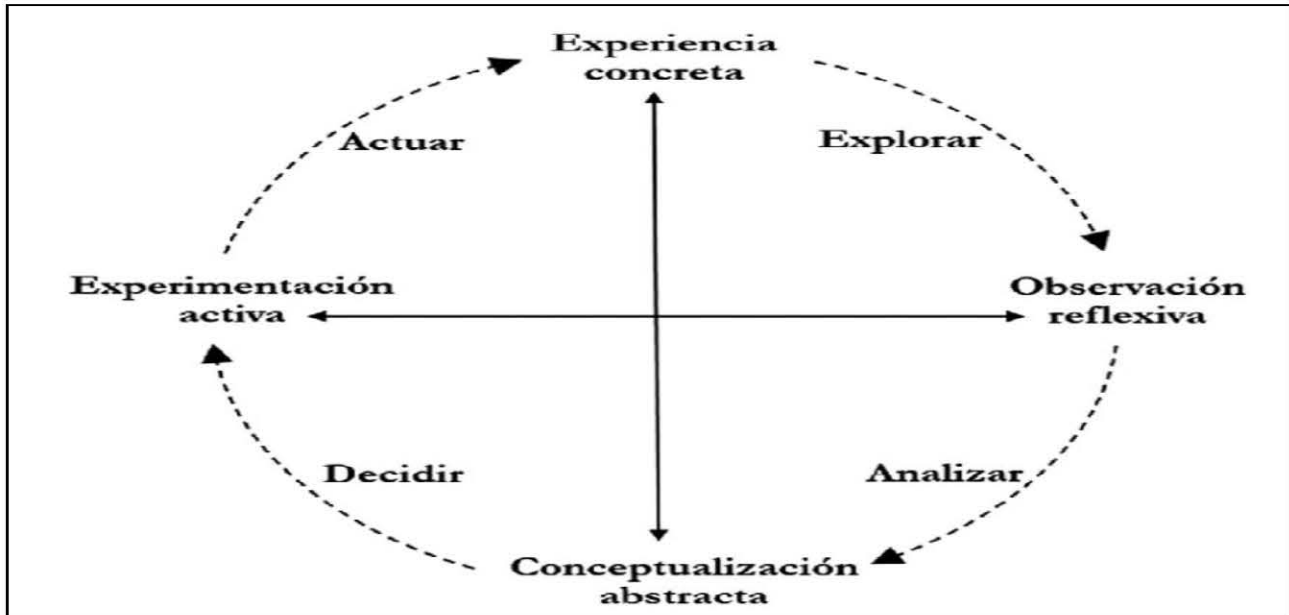 Experiencia
concreta
Actuar
Explorar
Experimentación
activa
Observación
reflexiva
Decidir
Analizar
Conceptualización
abstracta